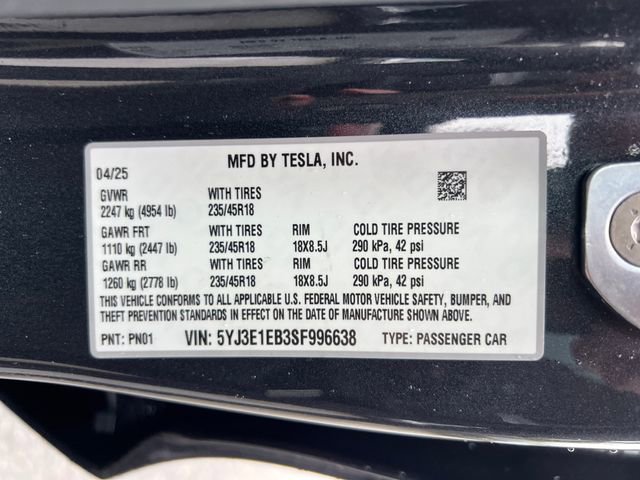 MFD BY TESLA, INC.
04/25
GVWR WITH TIRES
2247 kg (4954 lb) 235/45R18
GAWR FRT WITH TIRES RIM COLD TIRE PRESSURE
1110 kg (2447 lb) 235/45R18 18X8.5J 290 kPa, 42 psi
GAWR RR WITH TIRES RIM COLD TIRE PRESSURE
1260 kg (2778 lb) 235/45R18 18X8.5J 290 kPa, 42 psi
THIS VEHICLE CONFORMS TO ALL APPLICABLE U.S. FEDERAL MOTOR VEHICLE SAFETY, BUMPER, AND
THEFT PREVENTION STANDARDS IN EFFECT ON THE DATE OF MANUFACTURE SHOWN ABOVE.
PNT: PN01 VIN: 5YJ3E1EB3SF996638 TYPE: PASSENGER CAR